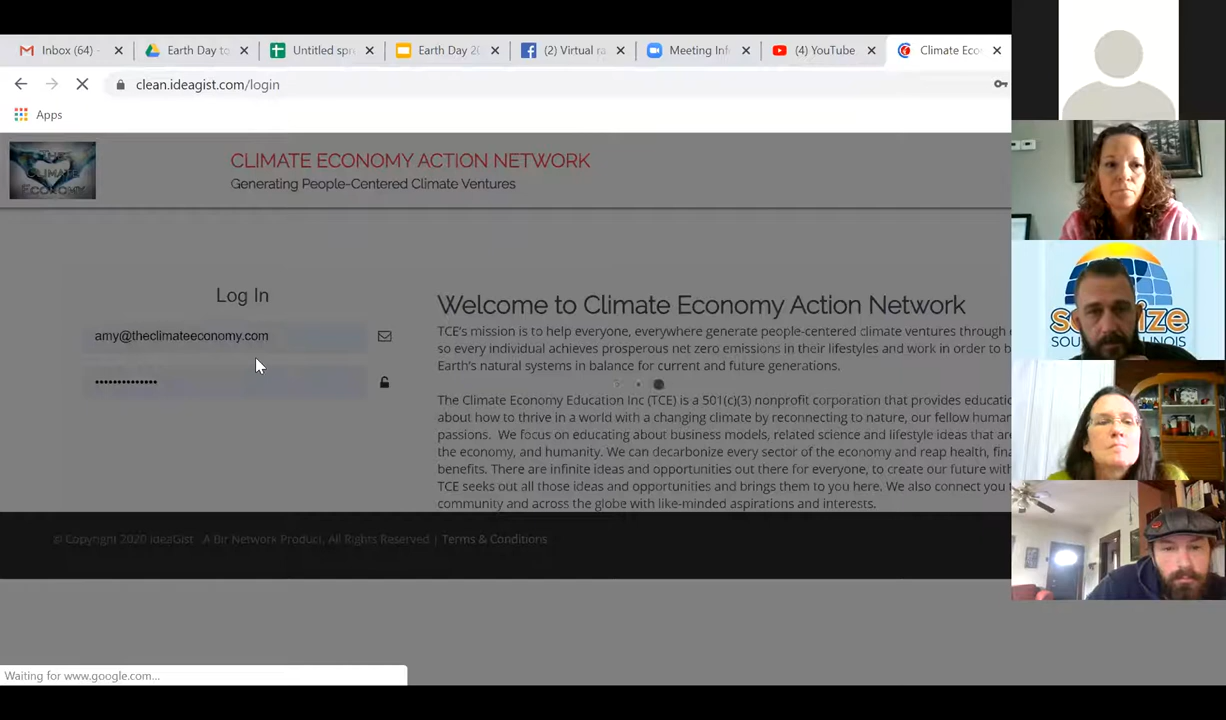 Inbox (64) -
Earth Day to
Untitled spr
Earth Day 20
(2) Virtual ra
Meeting Inf
(4) YouTube
Climate Eco
clean.ideagist.com/login
Apps
THE
CLIMATE
ECONOMY
CLIMATE ECONOMY ACTION NETWORK
Generating People-Centered Climate Ventures
Log In
amy@theclimateeconomy.com
••••••••••••••
Welcome to Climate Economy Action Network
TCE's mission is to help everyone, everywhere generate people-centered climate ventures through
so every individual achieves prosperous net zero emissions in their lifestyles and work in order to b
Earth's natural systems in balance for current and future generations.
The Climate Economy Education Inc (TCE) is a 501(c)(3) nonprofit corporation that provides educatio
about how to thrive in a world with a changing climate by reconnecting to nature, our fellow human
passions. We focus on educating about business models, related science and lifestyle ideas that are
the economy, and humanity. We can decarbonize every sector of the economy and reap health, fina
benefits. There are infinite ideas and opportunities out there for everyone, to create our future with
TCE seeks out all those ideas and opportunities and brings them to you here. We also connect you
community and across the globe with like-minded aspirations and interests.
© Copyright 2020 IdeaGist A Bir Network Product, All Rights Reserved | Terms & Conditions
Waiting for www.google.com...